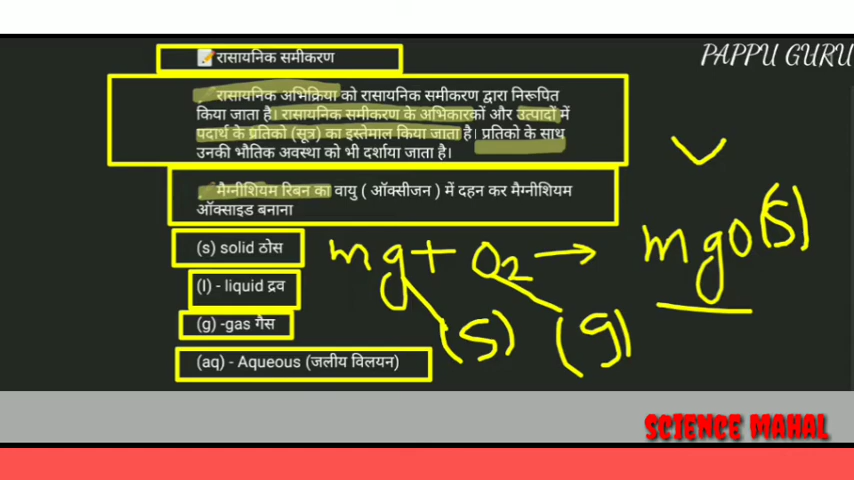 PAPPU GURU
📝रासायनिक समीकरण
रासायनिक अभिक्रिया को रासायनिक समीकरण द्वारा निरूपित
किया जाता है। रासायनिक समीकरण के अभिकारकों और उत्पादों में
पदार्थ के प्रतिको (सूत्र) का इस्तेमाल किया जाता है। प्रतिको के साथ
उनकी भौतिक अवस्था को भी दर्शाया जाता है।
मैग्नीशियम रिबन का वायु ( ऑक्सीजन ) में दहन कर मैग्नीशियम
ऑक्साइड बनाना
(s) solid ठोस
(l) - liquid द्रव
(g) -gas गैस
(aq) - Aqueous (जलीय विलयन)
mg + O2 → mgO(s)
(s) (g)
SCIENCE MAHAL